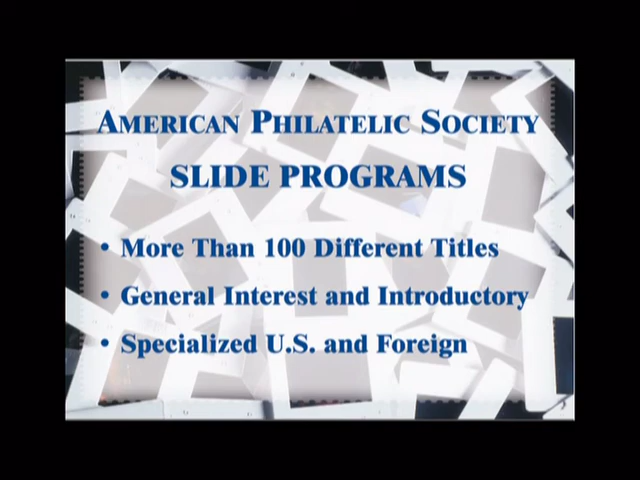 AMERICAN PHILATELIC SOCIETY
SLIDE PROGRAMS
• More Than 100 Different Titles
• General Interest and Introductory
• Specialized U.S. and Foreign